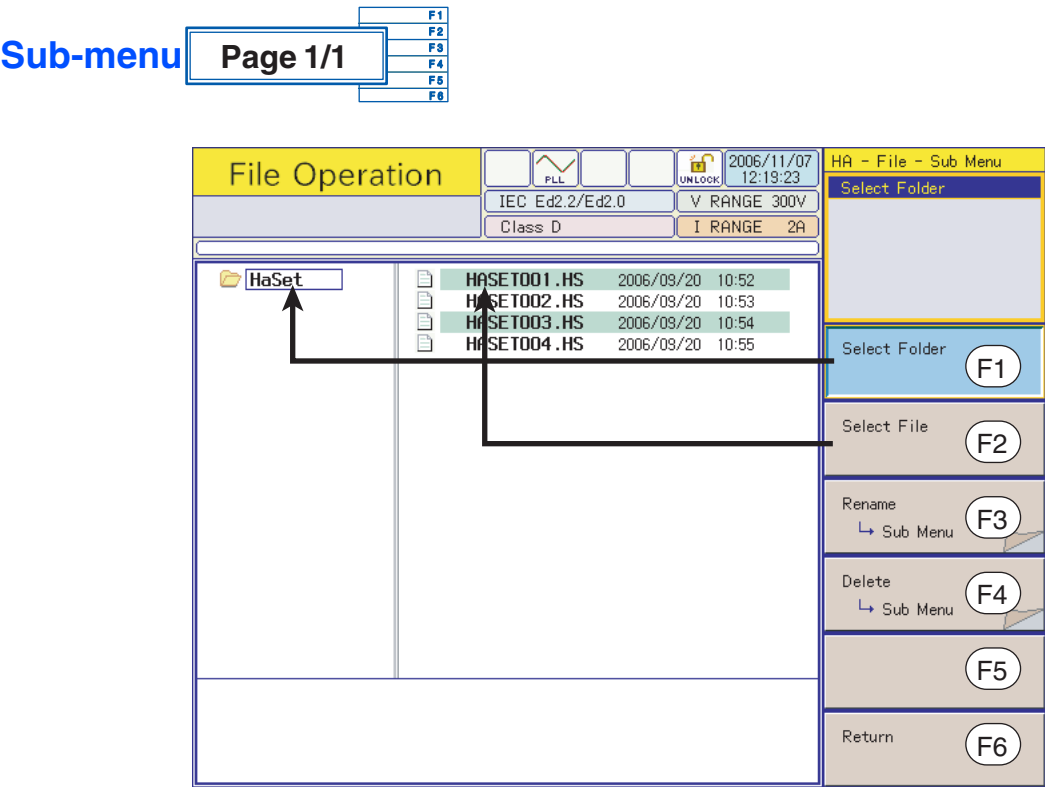 F1
F2
F3
F4
F5
F6
Sub-menu
Page 1/1
File Operation
PLL
UNLOCK
2006/11/07
12:19:23
IEC Ed2.2/Ed2.0
V RANGE 300V
Class D
I RANGE 2A
HA - File - Sub Menu
Select Folder
HaSet
HASET001.HS 2006/09/20 10:52
HASET002.HS 2006/09/20 10:53
HASET003.HS 2006/09/20 10:54
HASET004.HS 2006/09/20 10:55
Select Folder
F1
Select File
F2
Rename
Sub Menu
F3
Delete
Sub Menu
F4
F5
Return
F6